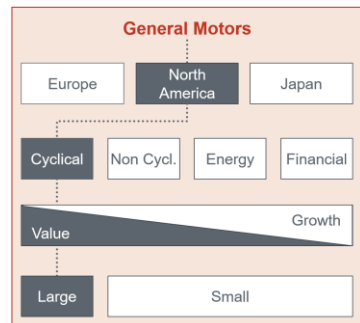 General Motors
Europe
North
America
Japan
Cyclical
Non Cycl.
Energy
Financial
Growth
Value
Large
Small